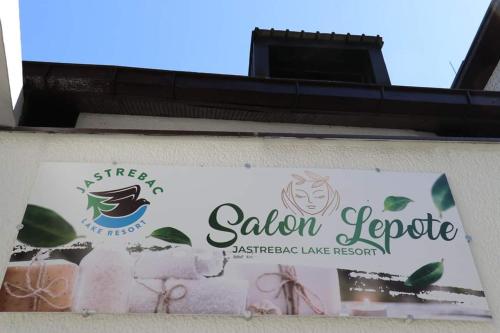 JASTREBAC
LAKE RESORT
Salon Lepote
JASTREBAC LAKE RESORT